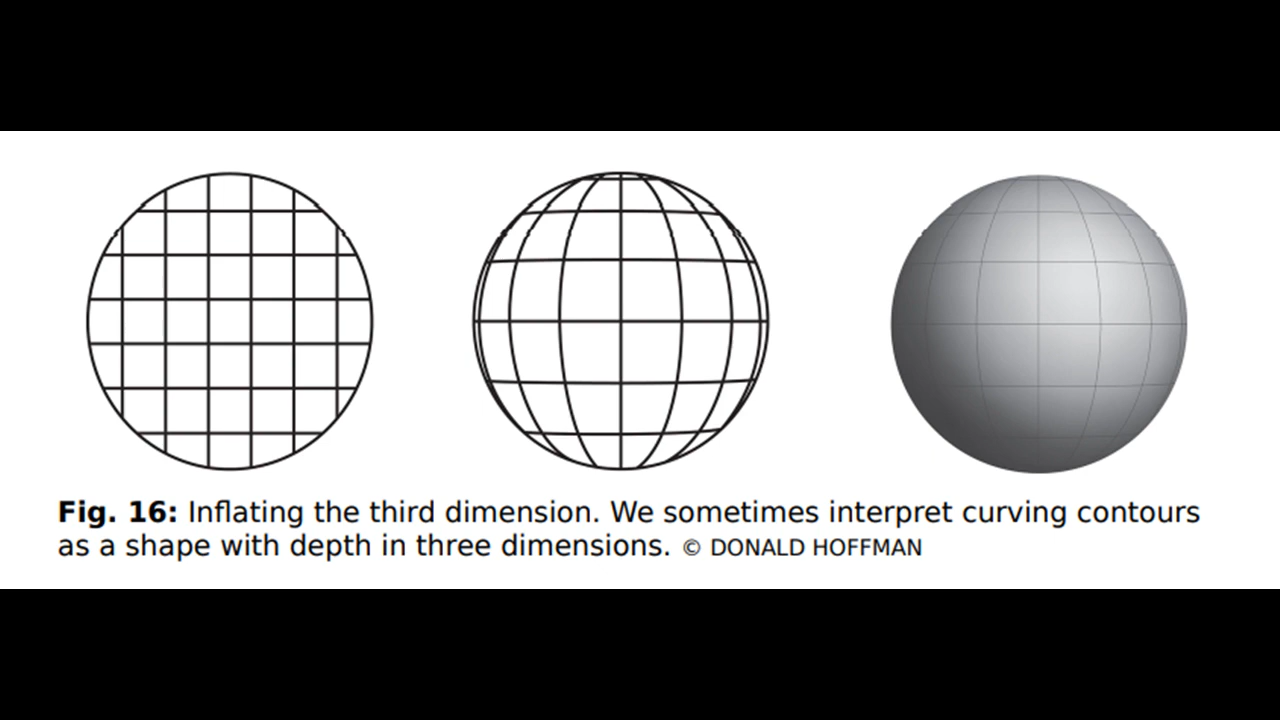 Fig. 16: Inflating the third dimension. We sometimes interpret curving contours
as a shape with depth in three dimensions. © DONALD HOFFMAN